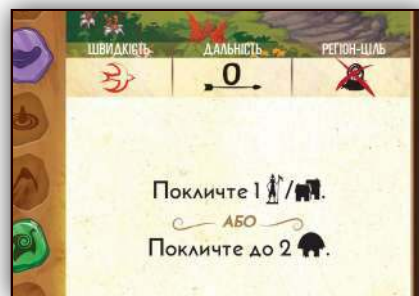 ШВИДКІСТЬ ДАЛЬНІСТЬ РЕГІОН-ЦІЛЬ
0
Покличте 1 / .
АБО
Покличте до 2 .